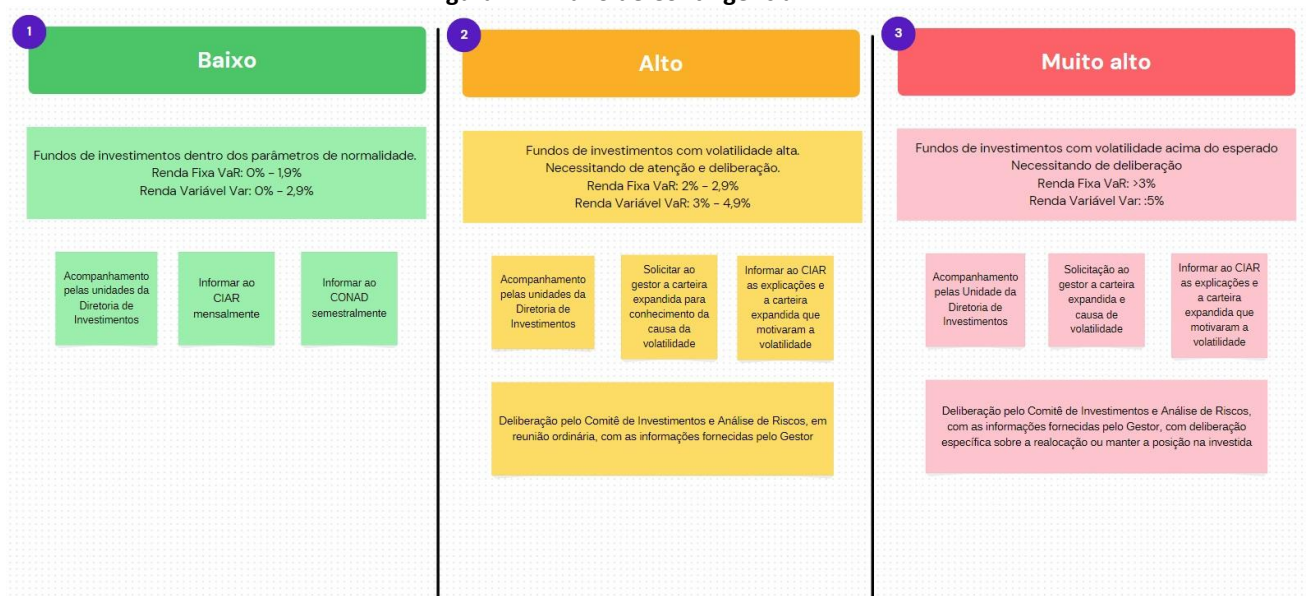 1
Baixo
Fundos de investimentos dentro dos parâmetros de normalidade.
Renda Fixa VaR: 0% - 1,9%
Renda Variável Var: 0% - 2,9%
Acompanhamento
pelas unidades da
Diretoria de
Investimentos
Informar ao
CIAR
mensalmente
Informar ao
CONAD
semestralmente
2
Alto
Fundos de investimentos com volatilidade alta.
Necessitando de atenção e deliberação.
Renda Fixa VaR: 2% - 2,9%
Renda Variável VaR: 3% - 4,9%
Acompanhamento
pelas unidades da
Diretoria de
Investimentos
Solicitar ao
gestor a carteira
expandida para
conhecimento da
causa da
volatilidade
Informar ao CIAR
as explicações e
a carteira
expandida que
motivaram a
volatilidade
Deliberação pelo Comitê de Investimentos e Análise de Riscos, em
reunião ordinária, com as informações fornecidas pelo Gestor
3
Muito alto
Fundos de investimentos com volatilidade acima do esperado
Necessitando de deliberação
Renda Fixa VaR: >3%
Renda Variável Var: :5%
Acompanhamento
pelas Unidade da
Diretoria de
Investimentos
Solicitação ao
gestor a carteira
expandida e
causa de
volatilidade
Informar ao CIAR
as explicações e
a carteira
expandida que
motivaram a
volatilidade
Deliberação pelo Comitê de Investimentos e Análise de Riscos,
com as informações fornecidas pelo Gestor, com deliberação
específica sobre a realocação ou manter a posição na investida